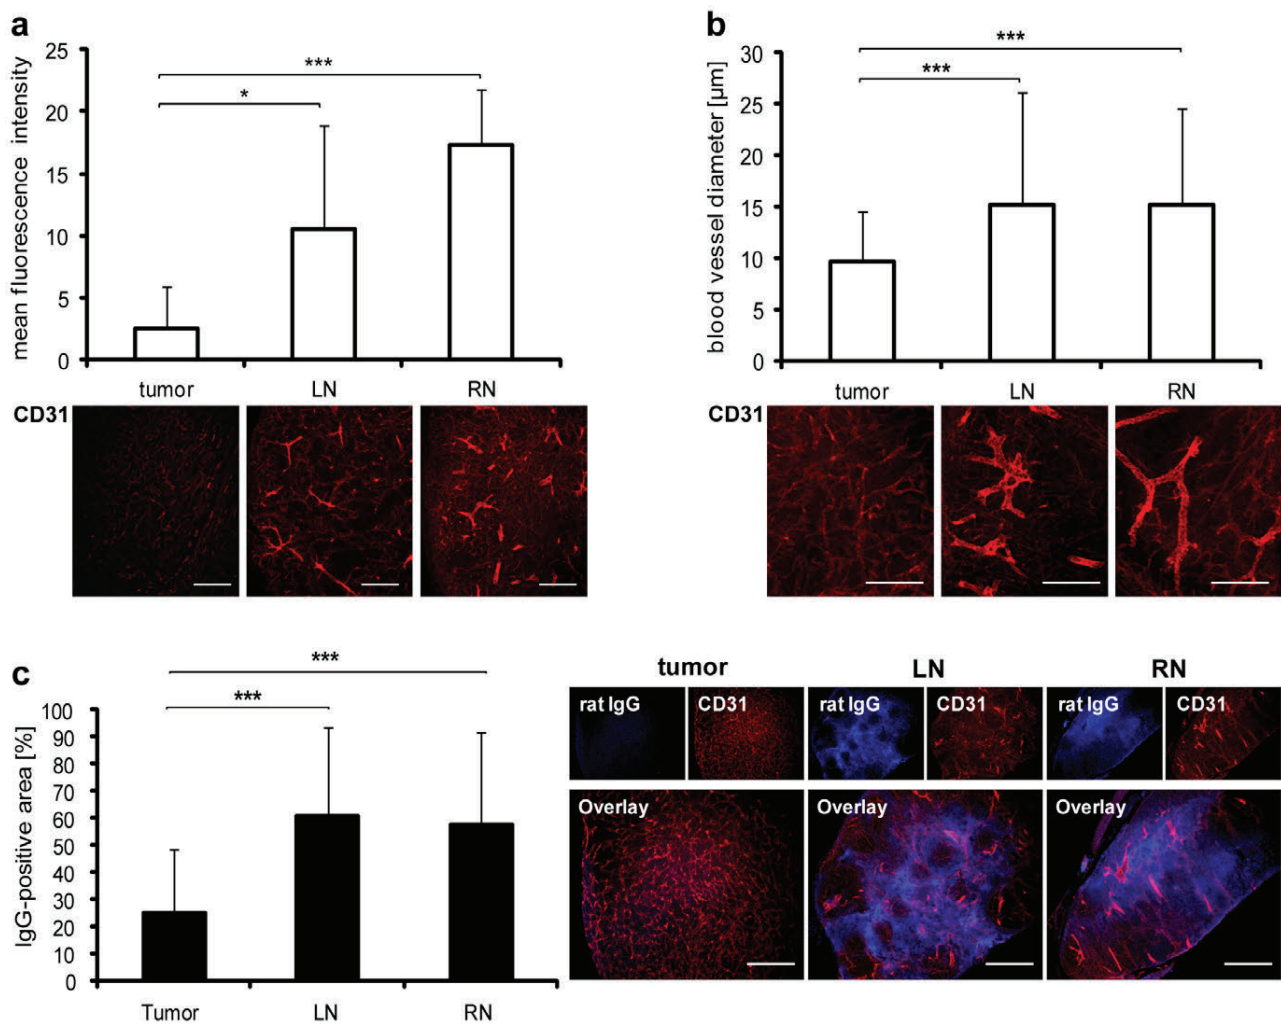 a
mean fluorescence intensity
25
20
15
10
5
0
***
*
tumor LN RN
CD31
b
blood vessel diameter [µm]
30
25
20
15
10
5
0
***
***
tumor LN RN
CD31
c
IgG-positive area [%]
100
90
80
70
60
50
40
30
20
10
0
***
***
Tumor LN RN
tumor LN RN
rat IgG CD31 rat IgG CD31 rat IgG CD31
Overlay Overlay Overlay